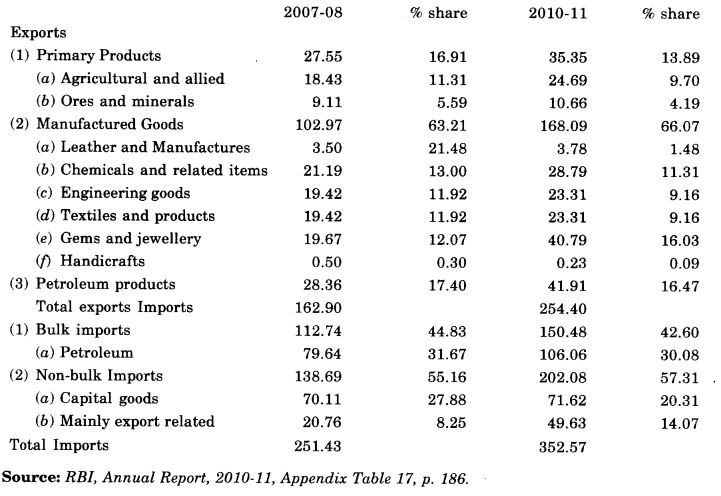 2007-08 % share 2010-11 % share
Exports
(1) Primary Products 27.55 16.91 35.35 13.89
(a) Agricultural and allied 18.43 11.31 24.69 9.70
(b) Ores and minerals 9.11 5.59 10.66 4.19
(2) Manufactured Goods 102.97 63.21 168.09 66.07
(a) Leather and Manufactures 3.50 21.48 3.78 1.48
(b) Chemicals and related items 21.19 13.00 28.79 11.31
(c) Engineering goods 19.42 11.92 23.31 9.16
(d) Textiles and products 19.42 11.92 23.31 9.16
(e) Gems and jewellery 19.67 12.07 40.79 16.03
(f) Handicrafts 0.50 0.30 0.23 0.09
(3) Petroleum products 28.36 17.40 41.91 16.47
Total exports Imports 162.90 254.40
(1) Bulk imports 112.74 44.83 150.48 42.60
(a) Petroleum 79.64 31.67 106.06 30.08
(2) Non-bulk Imports 138.69 55.16 202.08 57.31
(a) Capital goods 70.11 27.88 71.62 20.31
(b) Mainly export related 20.76 8.25 49.63 14.07
Total Imports 251.43 352.57
Source: RBI, Annual Report, 2010-11, Appendix Table 17, p. 186.